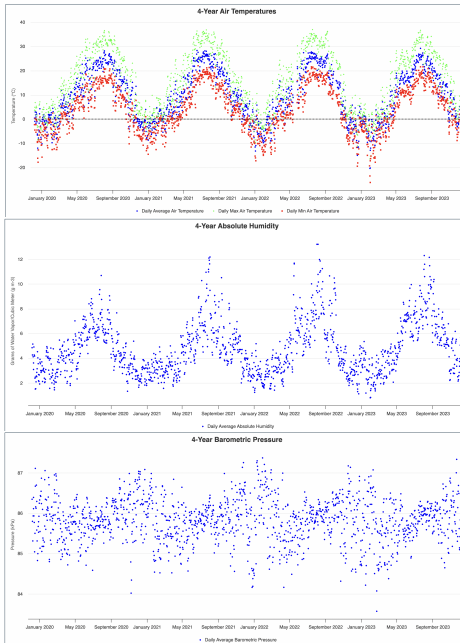 4-Year Air Temperatures
Temperature (°C)
40
30
20
10
0
-10
-20
January 2020 May 2020 September 2020 January 2021 May 2021 September 2021 January 2022 May 2022 September 2022 January 2023 May 2023 September 2023
Daily Average Air Temperature Daily Max Air Temperature Daily Min Air Temperature
4-Year Absolute Humidity
Grams of Water Vapor/Cubic Meter (g m-3)
12
10
8
6
4
2
January 2020 May 2020 September 2020 January 2021 May 2021 September 2021 January 2022 May 2022 September 2022 January 2023 May 2023 September 2023
Daily Average Absolute Humidity
4-Year Barometric Pressure
Pressure (kPa)
87
86
85
84
January 2020 May 2020 September 2020 January 2021 May 2021 September 2021 January 2022 May 2022 September 2022 January 2023 May 2023 September 2023
Daily Average Barometric Pressure